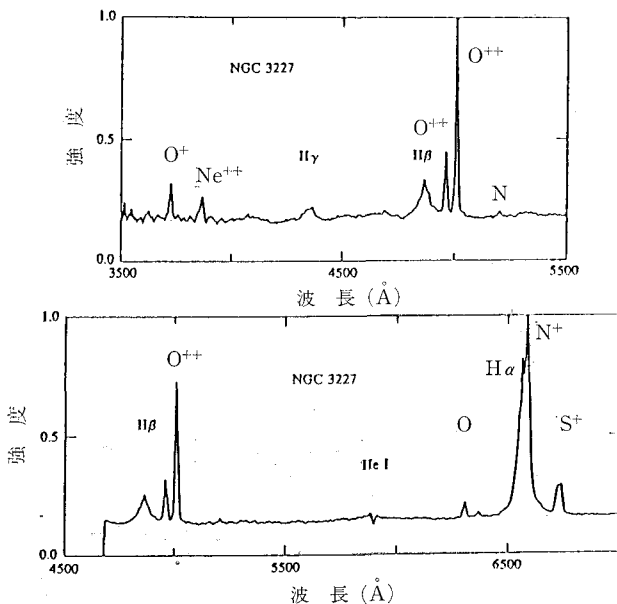 1.0
NGC 3227
O++
強 度
0.5
O+
Ne++
Hγ
O++
Hβ
N
0.0
3500
4500
5500
波 長 (Å)
1.0
N+
O++
NGC 3227
Hα
強 度
Hβ
0.5
He I
O
S+
0.0
4500
5000
5500
6500
波 長 (Å)